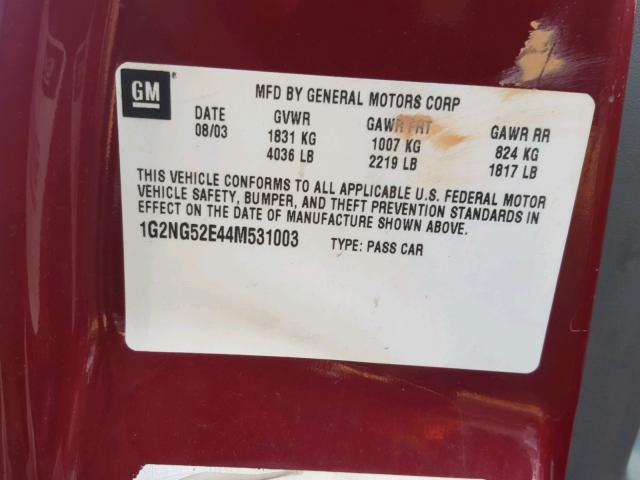 GM
MFD BY GENERAL MOTORS CORP
DATE GVWR GAWR FRT GAWR RR
08/03 1831 KG 1007 KG 824 KG
4036 LB 2219 LB 1817 LB
THIS VEHICLE CONFORMS TO ALL APPLICABLE U.S. FEDERAL MOTOR
VEHICLE SAFETY, BUMPER, AND THEFT PREVENTION STANDARDS IN
EFFECT ON THE DATE OF MANUFACTURE SHOWN ABOVE.
1G2NG52E44M531003 TYPE: PASS CAR